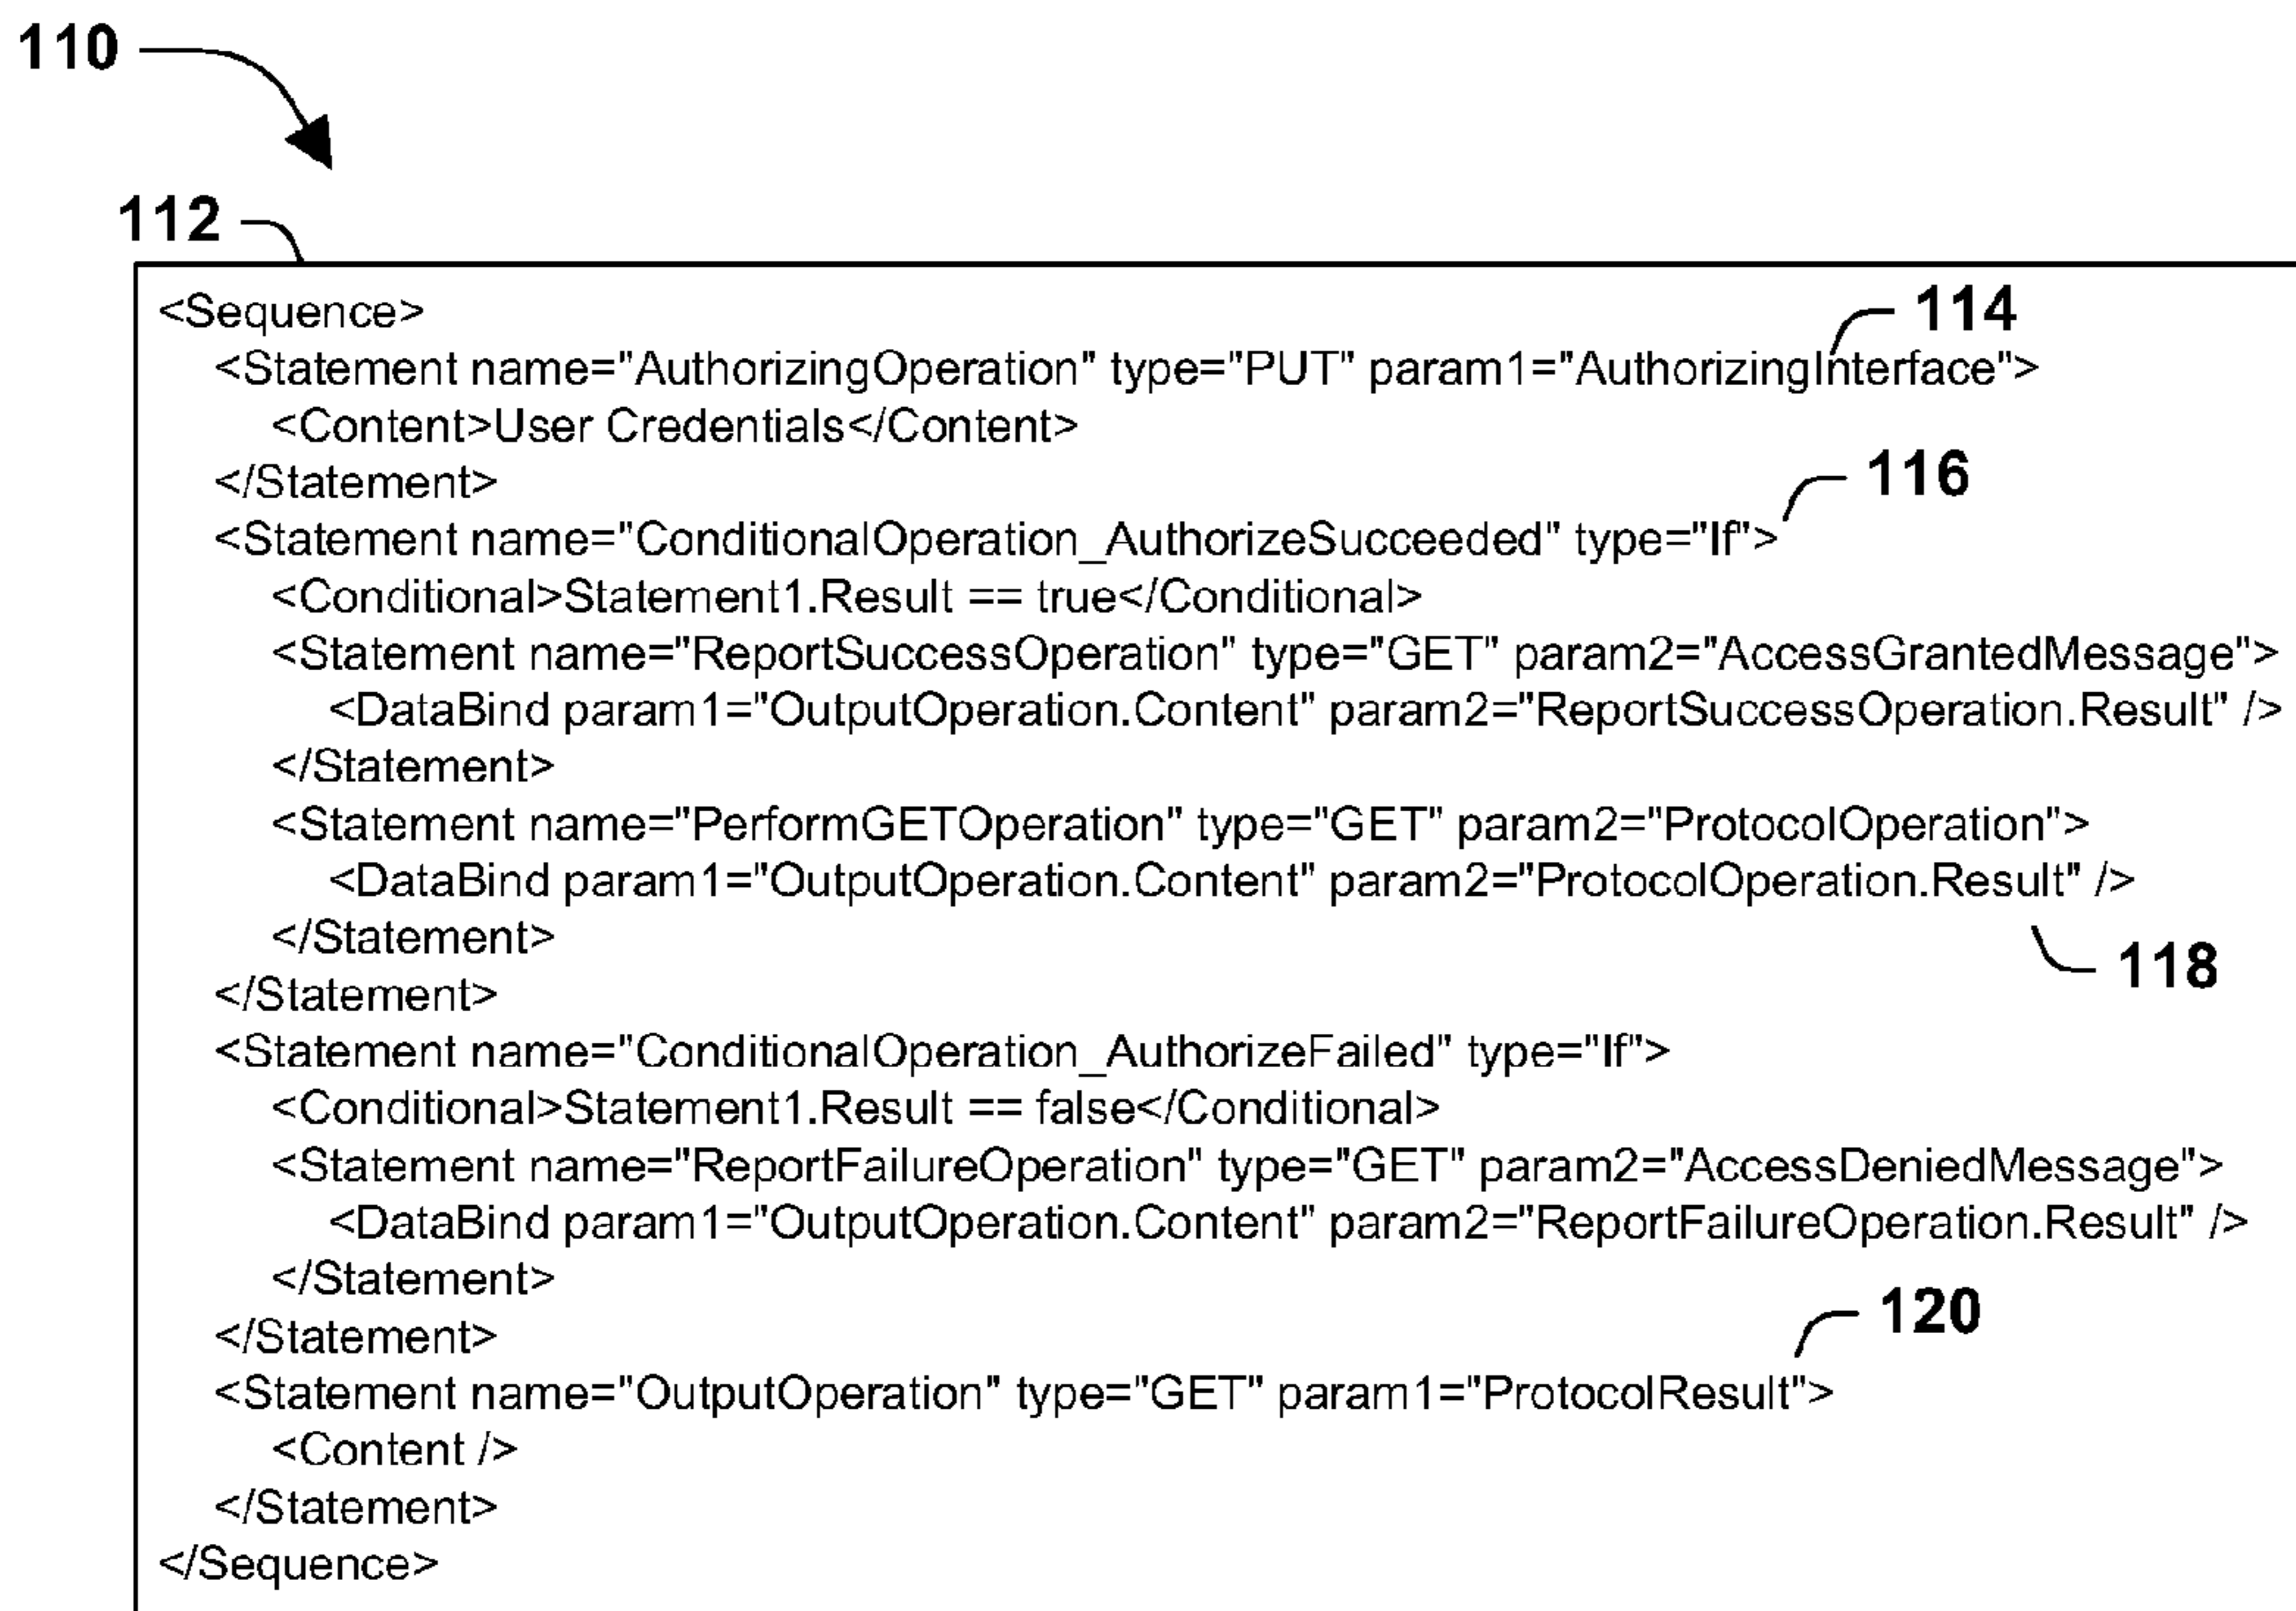 110
112
<Sequence>
114
<Statement name="AuthorizingOperation" type="PUT" param1="AuthorizingInterface">
<Content>User Credentials</Content>
</Statement>
116
<Statement name="ConditionalOperation_AuthorizeSucceeded" type="If">
<Conditional>Statement1.Result == true</Conditional>
<Statement name="ReportSuccessOperation" type="GET" param2="AccessGrantedMessage">
<DataBind param1="OutputOperation.Content" param2="ReportSuccessOperation.Result" />
</Statement>
<Statement name="PerformGETOperation" type="GET" param2="ProtocolOperation">
<DataBind param1="OutputOperation.Content" param2="ProtocolOperation.Result" />
</Statement>
118
</Statement>
<Statement name="ConditionalOperation_AuthorizeFailed" type="If">
<Conditional>Statement1.Result == false</Conditional>
<Statement name="ReportFailureOperation" type="GET" param2="AccessDeniedMessage">
<DataBind param1="OutputOperation.Content" param2="ReportFailureOperation.Result" />
</Statement>
120
</Statement>
<Statement name="OutputOperation" type="GET" param1="ProtocolResult">
<Content />
</Statement>
</Sequence>